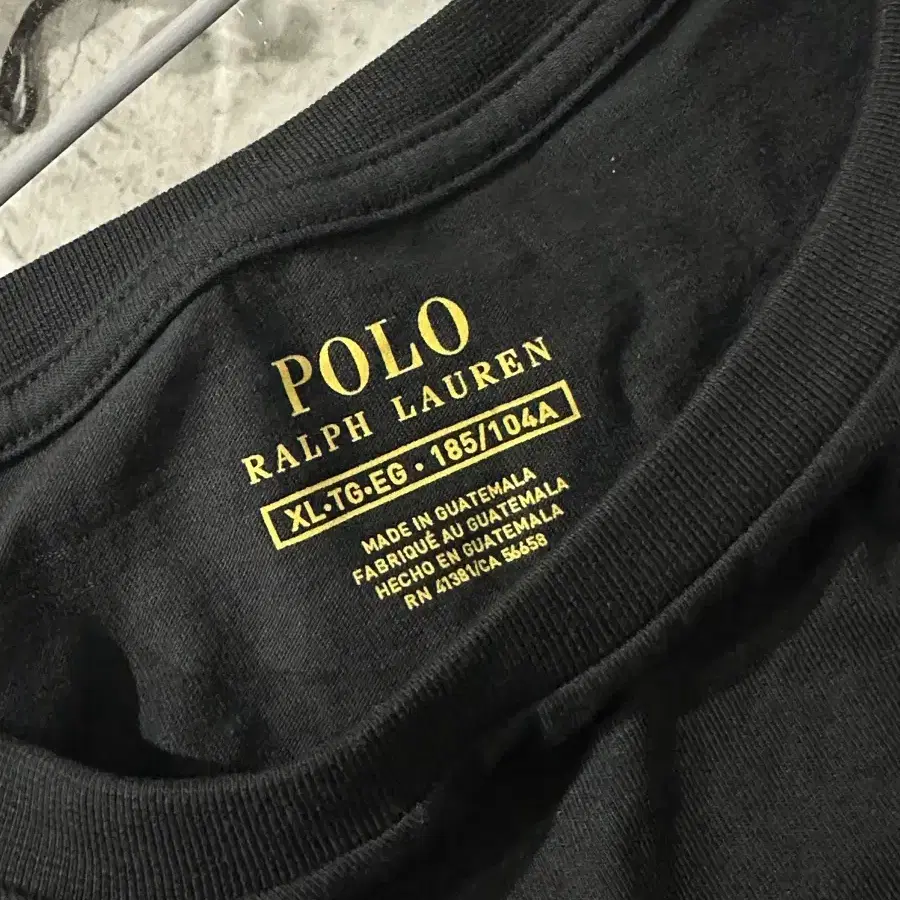 POLO
RALPH LAUREN
XL•TG•EG • 185/104A
MADE IN GUATEMALA
FABRIQUÉ AU GUATEMALA
HECHO EN GUATEMALA
RN 41381/CA 56658